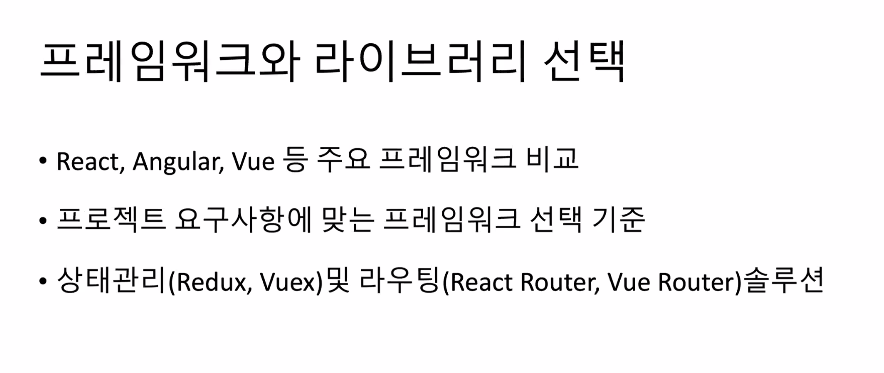 프레임워크와 라이브러리 선택
• React, Angular, Vue 등 주요 프레임워크 비교
• 프로젝트 요구사항에 맞는 프레임워크 선택 기준
• 상태관리(Redux, Vuex)및 라우팅(React Router, Vue Router)솔루션